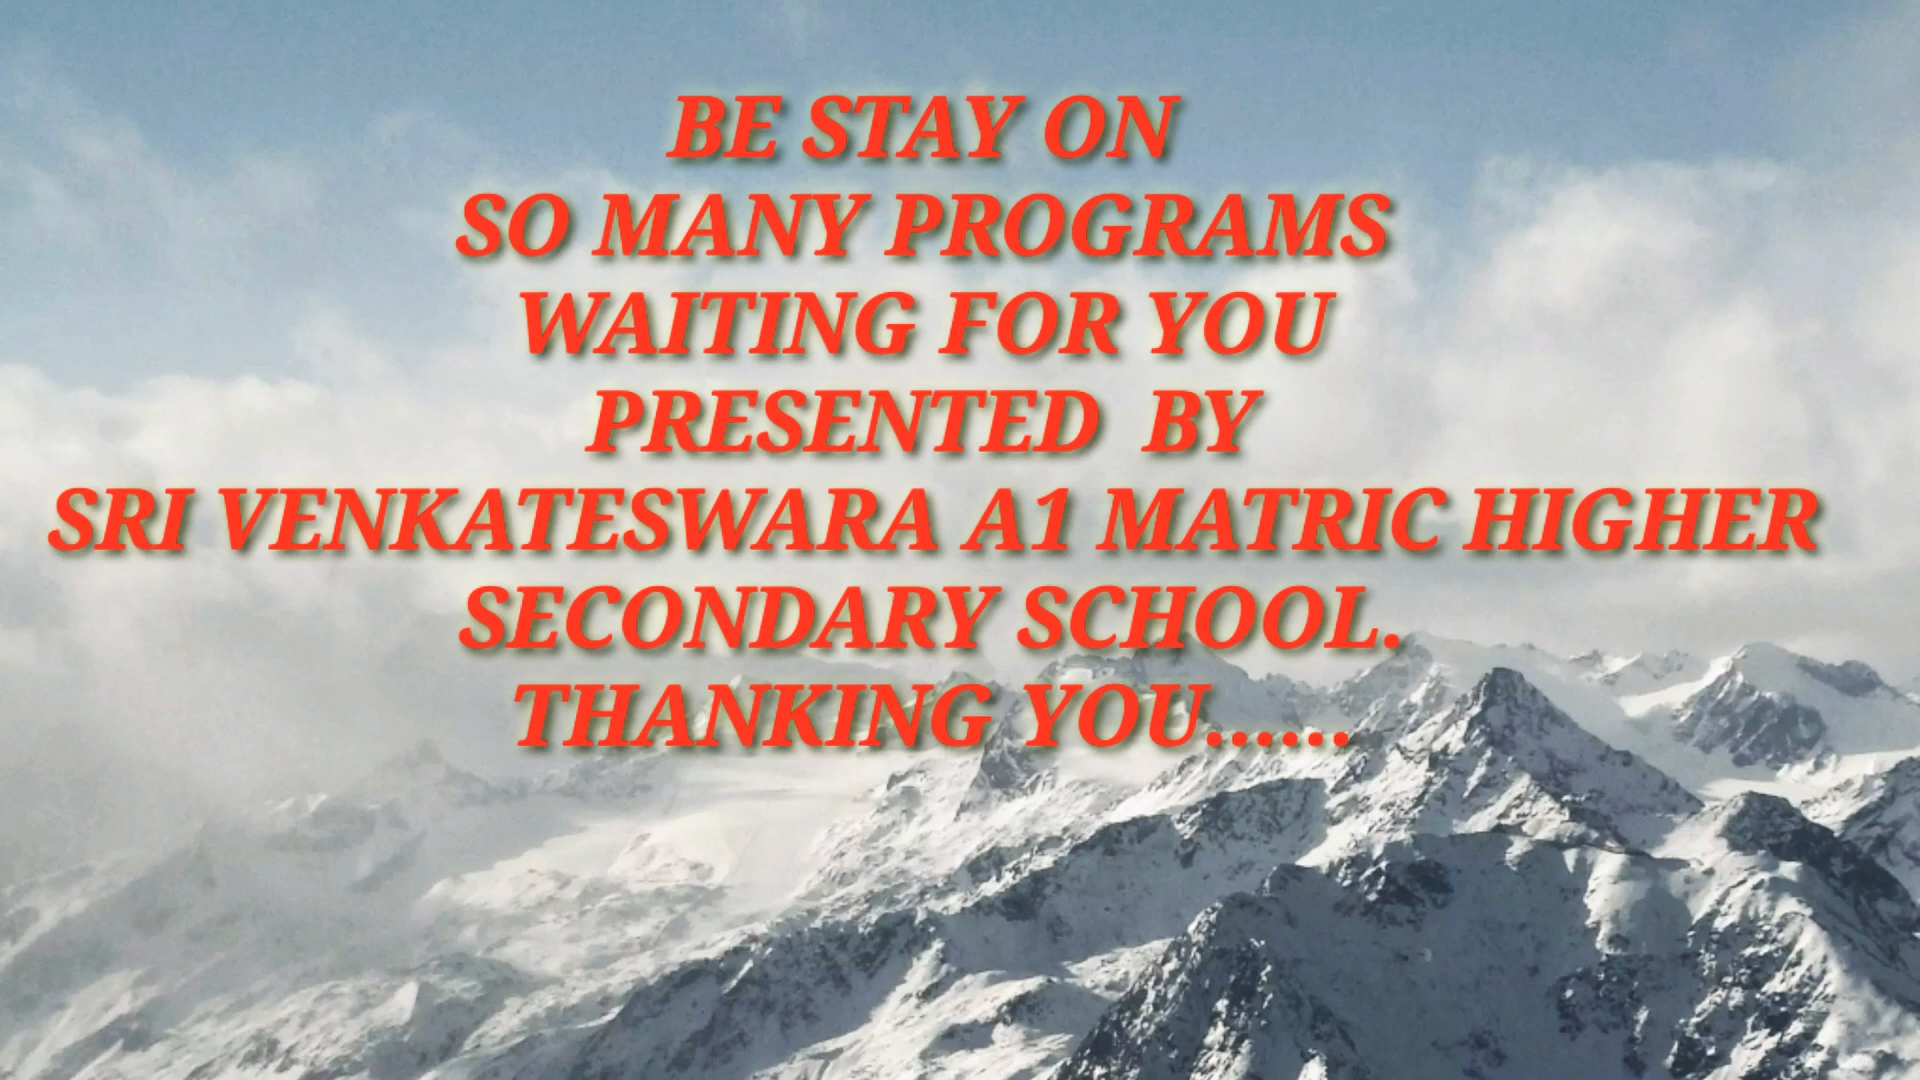 BE STAY ON
SO MANY PROGRAMS
WAITING FOR YOU
PRESENTED  BY
SRI VENKATESWARA A1 MATRIC HIGHER
SECONDARY SCHOOL.
THANKING YOU......